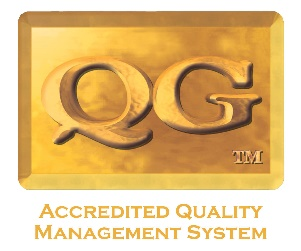 QG
TM
Accredited Quality
Management System